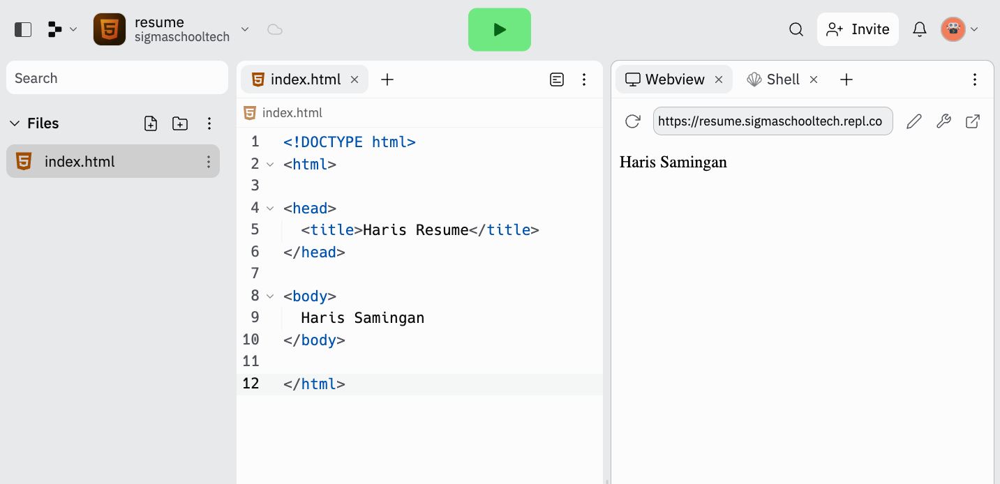 resume
sigmaschooltech
Invite
Search
Files
index.html
index.html
index.html
1 <!DOCTYPE html>
2 <html>
3
4 <head>
5 <title>Haris Resume</title>
6 </head>
7
8 <body>
9 Haris Samingan
10 </body>
11
12 </html>
Webview
Shell
https://resume.sigmaschooltech.repl.co
Haris Samingan